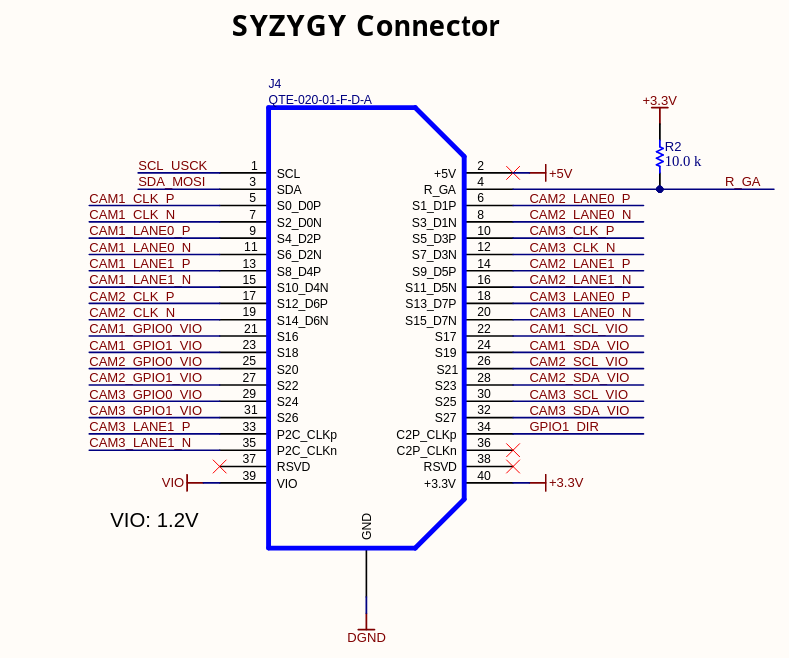 SYZYGY Connector
J4
QTE-020-01-F-D-A
+3.3V
R2
10.0 k
R_GA
SCL_USCK 1 SCL +5V 2 +5V
SDA_MOSI 3 SDA R_GA 4
CAM1_CLK_P 5 S0_D0P S1_D1P 6 CAM2_LANE0_P
CAM1_CLK_N 7 S2_D0N S3_D1N 8 CAM2_LANE0_N
CAM1_LANE0_P 9 S4_D2P S5_D3P 10 CAM3_CLK_P
CAM1_LANE0_N 11 S6_D2N S7_D3N 12 CAM3_CLK_N
CAM1_LANE1_P 13 S8_D4P S9_D5P 14 CAM2_LANE1_P
CAM1_LANE1_N 15 S10_D4N S11_D5N 16 CAM2_LANE1_N
CAM2_CLK_P 17 S12_D6P S13_D7P 18 CAM3_LANE0_P
CAM2_CLK_N 19 S14_D6N S15_D7N 20 CAM3_LANE0_N
CAM1_GPIO0_VIO 21 S16 S17 22 CAM1_SCL_VIO
CAM1_GPIO1_VIO 23 S18 S19 24 CAM1_SDA_VIO
CAM2_GPIO0_VIO 25 S20 S21 26 CAM2_SCL_VIO
CAM2_GPIO1_VIO 27 S22 S23 28 CAM2_SDA_VIO
CAM3_GPIO0_VIO 29 S24 S25 30 CAM3_SCL_VIO
CAM3_GPIO1_VIO 31 S26 S27 32 CAM3_SDA_VIO
CAM3_LANE1_P 33 P2C_CLKp C2P_CLKp 34 GPIO1_DIR
CAM3_LANE1_N 35 P2C_CLKn C2P_CLKn 36
37 RSVD RSVD 38
VIO 39 VIO +3.3V 40 +3.3V
VIO: 1.2V
GND
DGND